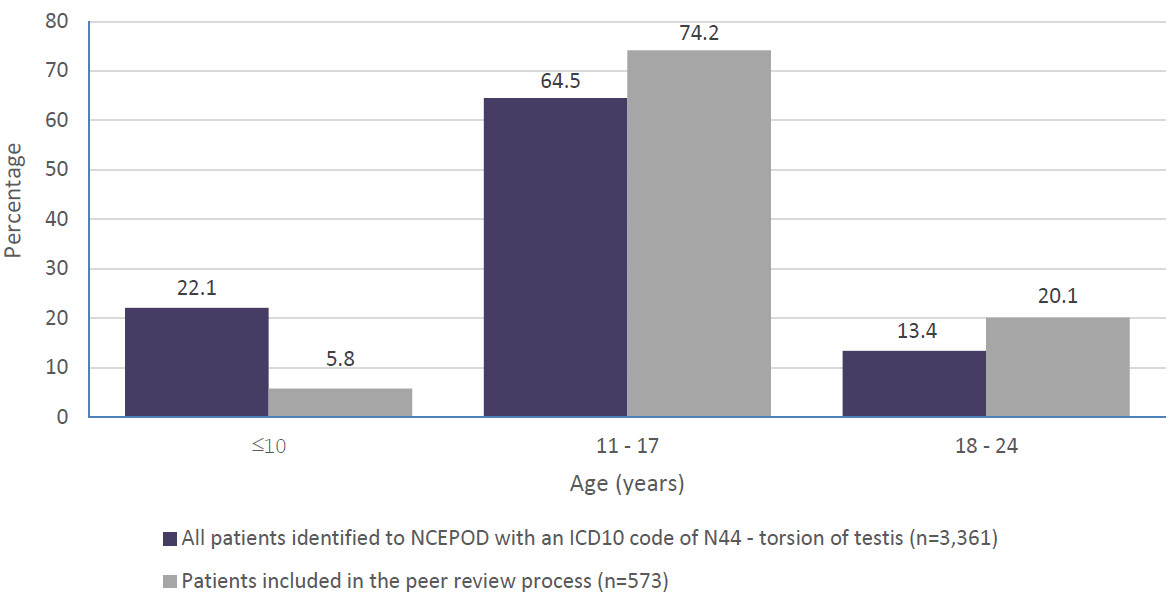 80
70
60
50
40
30
20
10
0
Percentage
22.1
5.8
64.5
74.2
13.4
20.1
≤10
11 - 17
18 - 24
Age (years)
All patients identified to NCEPOD with an ICD10 code of N44 - torsion of testis (n=3,361)
Patients included in the peer review process (n=573)